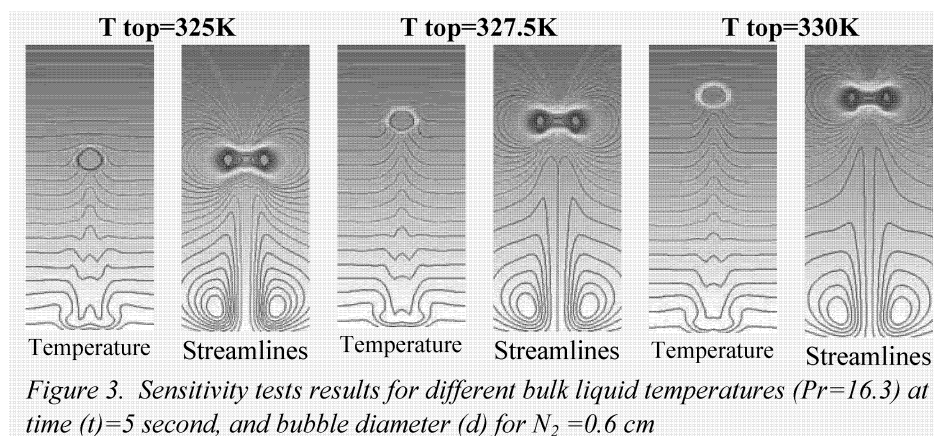 T top=325K T top=327.5K T top=330K
Temperature Streamlines Temperature Streamlines Temperature Streamlines
Figure 3. Sensitivity tests results for different bulk liquid temperatures (Pr=16.3) at
time (t)=5 second, and bubble diameter (d) for N₂ =0.6 cm